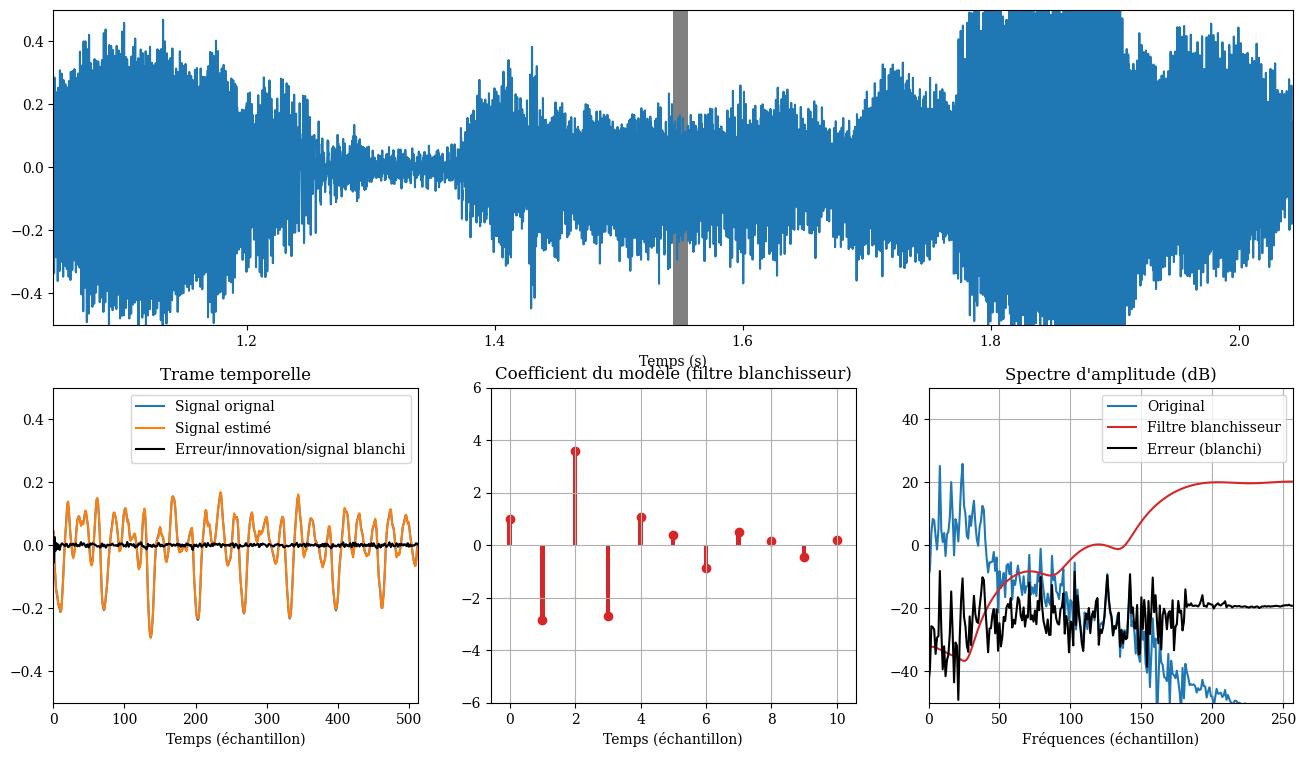 0.4
0.2
0.0
−0.2
−0.4
1.2 1.4 1.6 1.8 2.0
Temps (s)
Trame temporelle
Signal orignal
Signal estimé
Erreur/innovation/signal blanchi
0.4
0.2
0.0
−0.2
−0.4
0 100 200 300 400 500
Temps (échantillon)
Coefficient du modèle (filtre blanchisseur)
6
4
2
0
−2
−4
−6
0 2 4 6 8 10
Temps (échantillon)
Spectre d'amplitude (dB)
Original
Filtre blanchisseur
Erreur (blanchi)
40
20
0
−20
−40
0 50 100 150 200 250
Fréquences (échantillon)